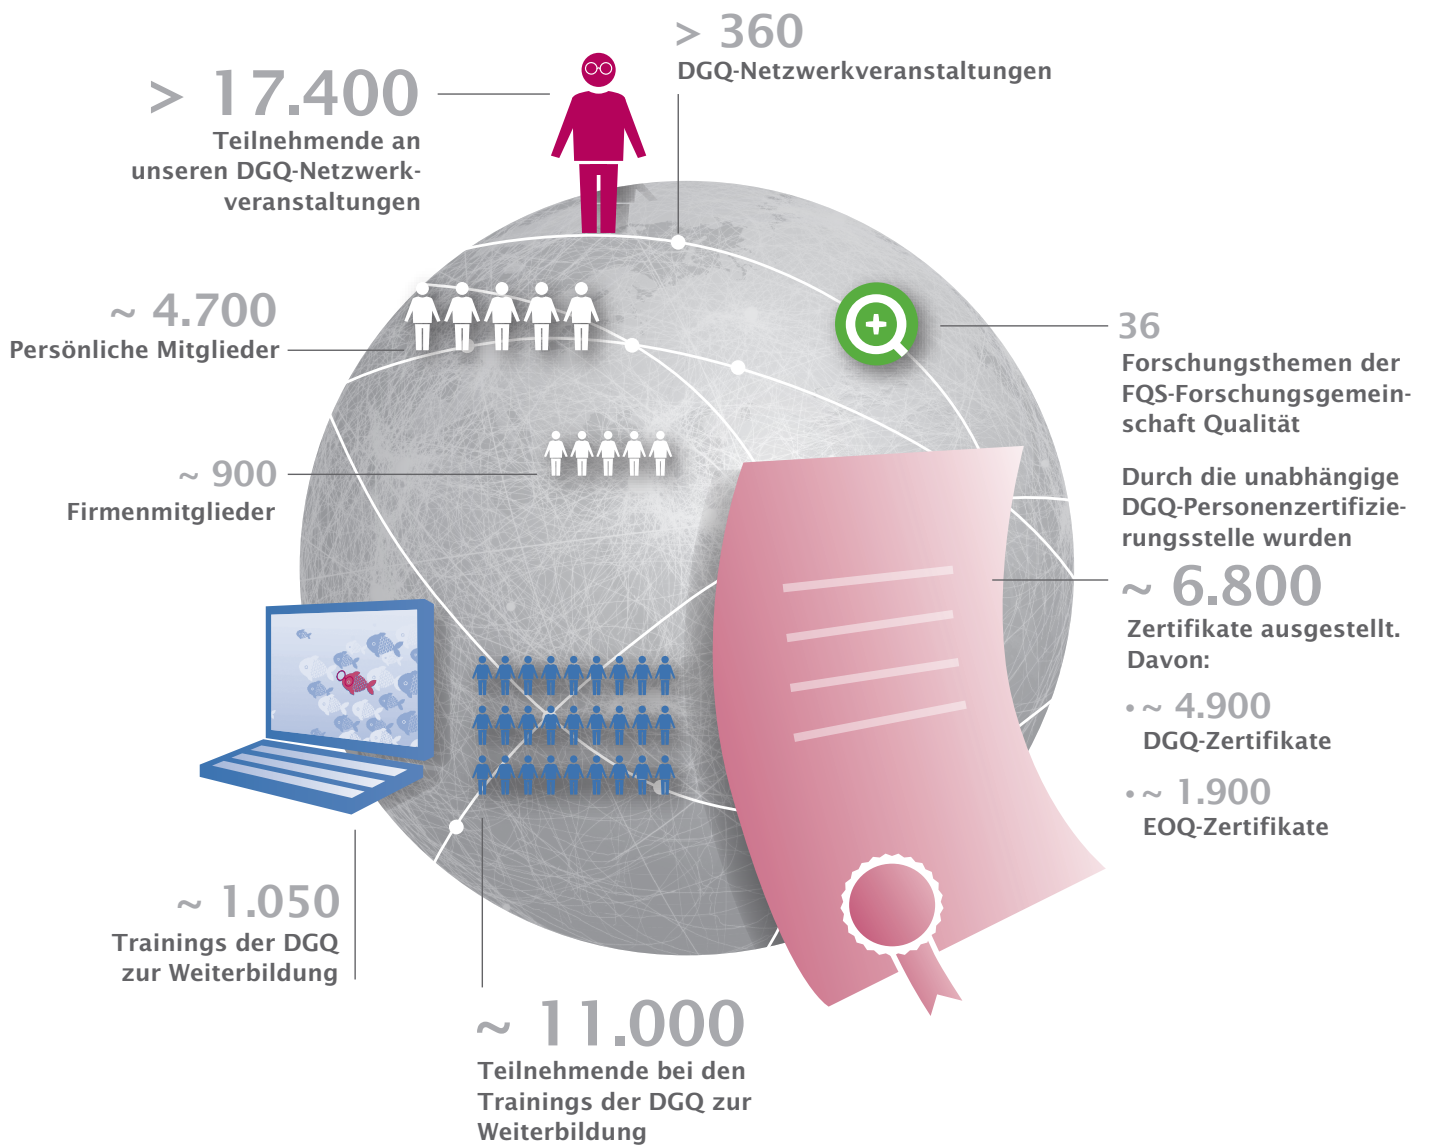 > 360
DGQ-Netzwerkveranstaltungen
> 17.400
Teilnehmende an
unseren DGQ-Netzwerk-
veranstaltungen
~ 4.700
Persönliche Mitglieder
36
Forschungsthemen der
FQS-Forschungsgemein-
schaft Qualität
~ 900
Firmenmitglieder
Durch die unabhängige
DGQ-Personenzertifizie-
rungsstelle wurden
~ 6.800
Zertifikate ausgestellt.
Davon:
• ~ 4.900
DGQ-Zertifikate
• ~ 1.900
EOQ-Zertifikate
~ 1.050
Trainings der DGQ
zur Weiterbildung
~ 11.000
Teilnehmende bei den
Trainings der DGQ zur
Weiterbildung